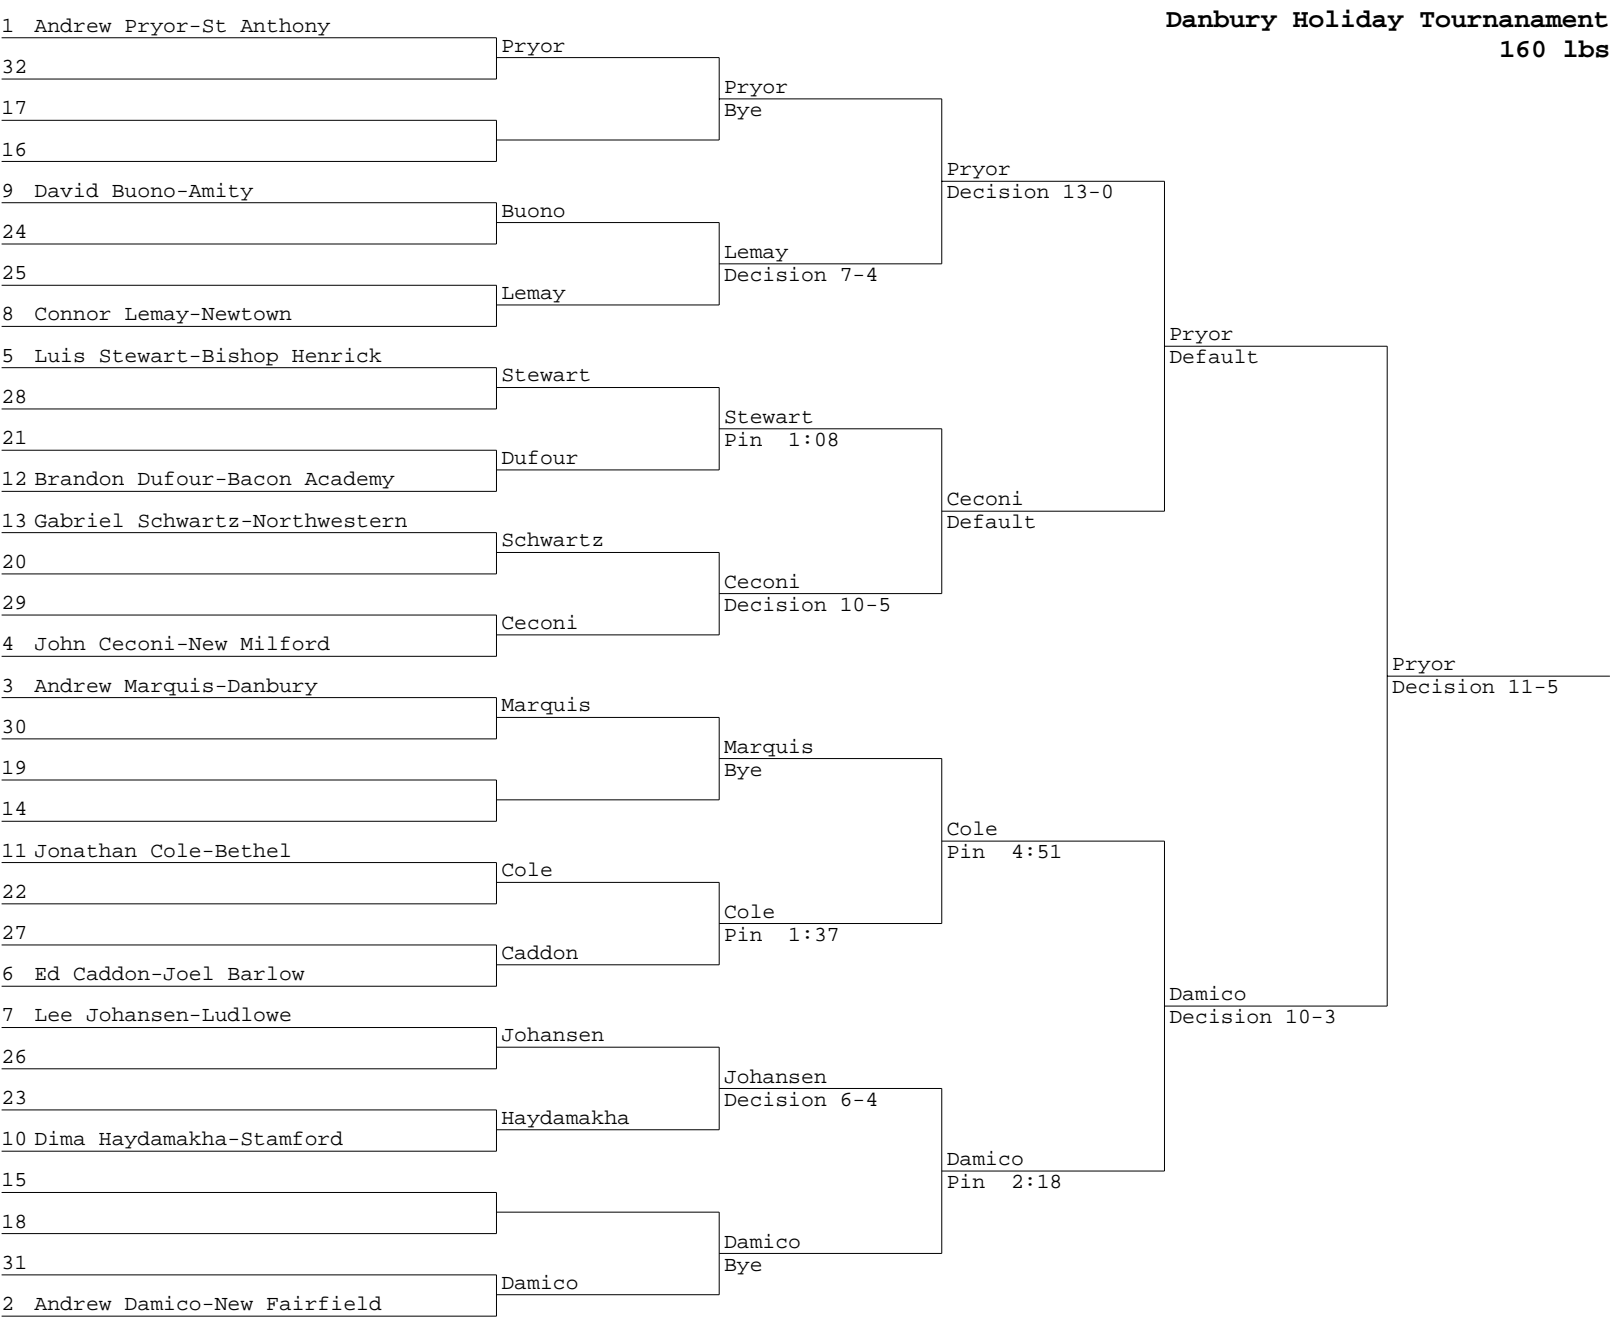 Danbury Holiday Tournanament
160 lbs
1 Andrew Pryor-St Anthony
32
17
16
9 David Buono-Amity
24
25
8 Connor Lemay-Newtown
5 Luis Stewart-Bishop Henrick
28
21
12 Brandon Dufour-Bacon Academy
13 Gabriel Schwartz-Northwestern
20
29
4 John Ceconi-New Milford
3 Andrew Marquis-Danbury
30
19
14
11 Jonathan Cole-Bethel
22
27
6 Ed Caddon-Joel Barlow
7 Lee Johansen-Ludlowe
26
23
10 Dima Haydamakha-Stamford
15
18
31
2 Andrew Damico-New Fairfield
Pryor
Buono
Lemay
Stewart
Dufour
Schwartz
Ceconi
Marquis
Cole
Caddon
Johansen
Haydamakha
Damico
Pryor
Bye
Lemay
Decision 7-4
Stewart
Pin 1:08
Ceconi
Decision 10-5
Marquis
Bye
Cole
Pin 1:37
Johansen
Decision 6-4
Damico
Bye
Pryor
Decision 13-0
Ceconi
Default
Cole
Pin 4:51
Damico
Pin 2:18
Pryor
Default
Damico
Decision 10-3
Pryor
Decision 11-5